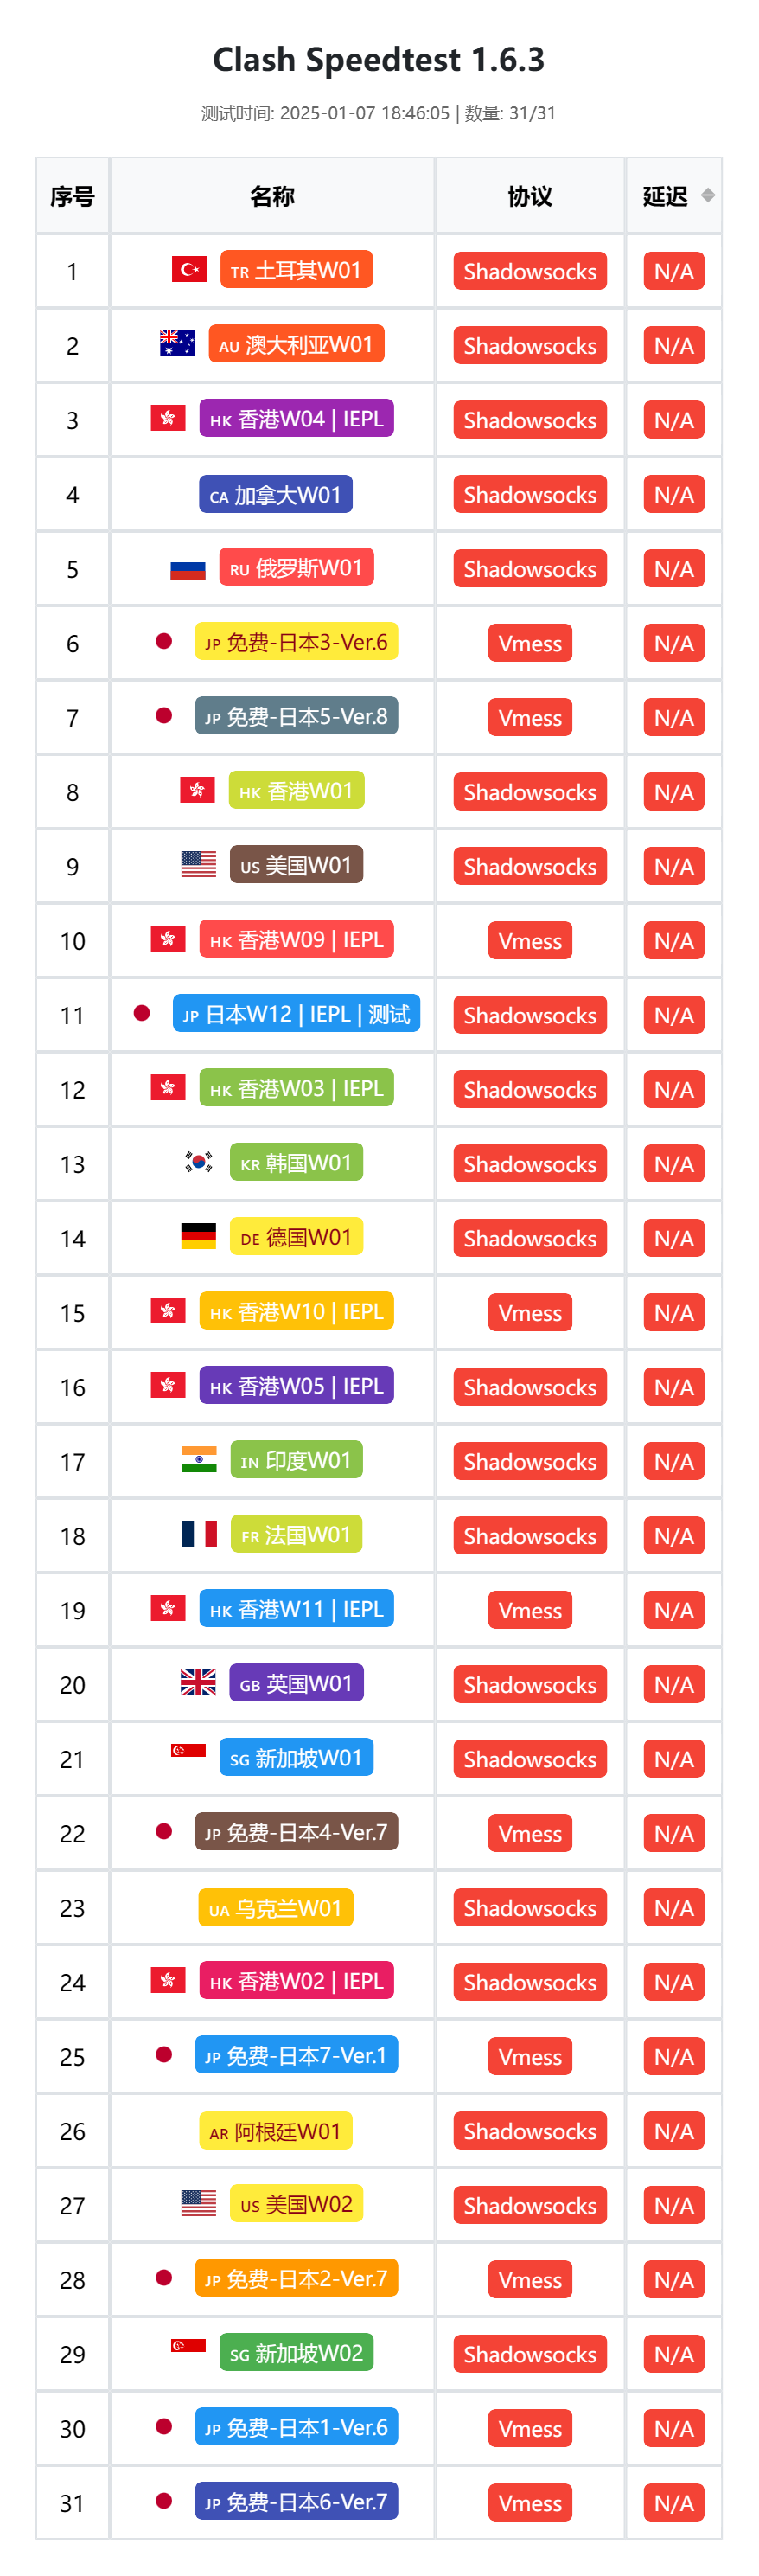 Clash Speedtest 1.6.3
测试时间: 2025-01-07 18:46:05 | 数量: 31/31
序号 名称 协议 延迟
1 TR 土耳其W01 Shadowsocks N/A
2 AU 澳大利亚W01 Shadowsocks N/A
3 HK 香港W04 | IEPL Shadowsocks N/A
4 CA 加拿大W01 Shadowsocks N/A
5 RU 俄罗斯W01 Shadowsocks N/A
6 JP 免费-日本3-Ver.6 Vmess N/A
7 JP 免费-日本5-Ver.8 Vmess N/A
8 HK 香港W01 Shadowsocks N/A
9 US 美国W01 Shadowsocks N/A
10 HK 香港W09 | IEPL Vmess N/A
11 JP 日本W12 | IEPL | 测试 Shadowsocks N/A
12 HK 香港W03 | IEPL Shadowsocks N/A
13 KR 韩国W01 Shadowsocks N/A
14 DE 德国W01 Shadowsocks N/A
15 HK 香港W10 | IEPL Vmess N/A
16 HK 香港W05 | IEPL Shadowsocks N/A
17 IN 印度W01 Shadowsocks N/A
18 FR 法国W01 Shadowsocks N/A
19 HK 香港W11 | IEPL Vmess N/A
20 GB 英国W01 Shadowsocks N/A
21 SG 新加坡W01 Shadowsocks N/A
22 JP 免费-日本4-Ver.7 Vmess N/A
23 UA 乌克兰W01 Shadowsocks N/A
24 HK 香港W02 | IEPL Shadowsocks N/A
25 JP 免费-日本7-Ver.1 Vmess N/A
26 AR 阿根廷W01 Shadowsocks N/A
27 US 美国W02 Shadowsocks N/A
28 JP 免费-日本2-Ver.7 Vmess N/A
29 SG 新加坡W02 Shadowsocks N/A
30 JP 免费-日本1-Ver.6 Vmess N/A
31 JP 免费-日本6-Ver.7 Vmess N/A